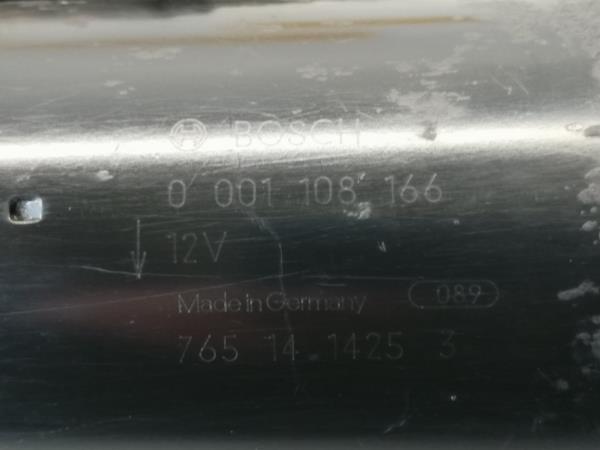 BOSCH
0 001 108 166
12V
Made in Germany 089
765 14.1425 3